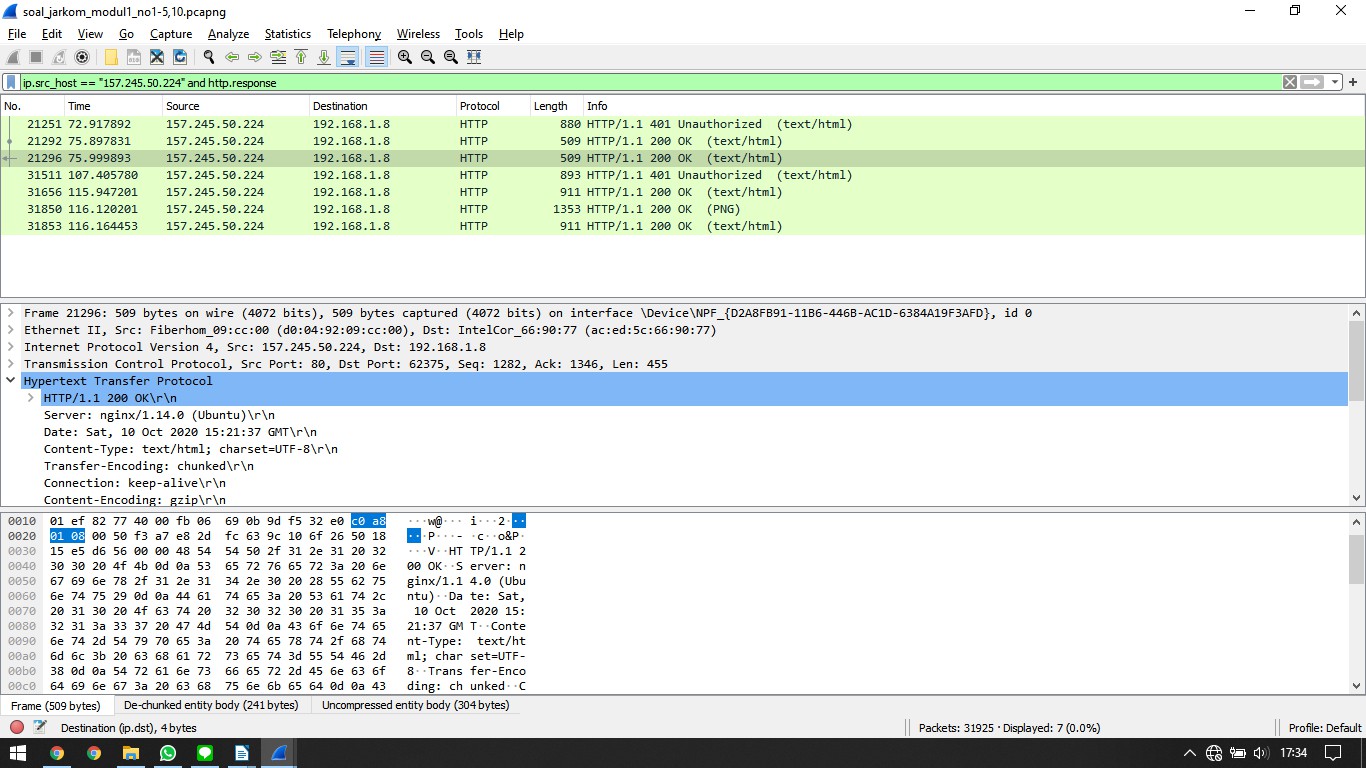 soal_jarkom_modul1_no1-5,10.pcapng
File Edit View Go Capture Analyze Statistics Telephony Wireless Tools Help
ip.src_host == "157.245.50.224" and http.response
No. Time Source Destination Protocol Length Info
21251 72.917892 157.245.50.224 192.168.1.8 HTTP 880 HTTP/1.1 401 Unauthorized (text/html)
21292 75.897831 157.245.50.224 192.168.1.8 HTTP 509 HTTP/1.1 200 OK (text/html)
21296 75.999893 157.245.50.224 192.168.1.8 HTTP 509 HTTP/1.1 200 OK (text/html)
31511 107.405780 157.245.50.224 192.168.1.8 HTTP 893 HTTP/1.1 401 Unauthorized (text/html)
31656 115.947201 157.245.50.224 192.168.1.8 HTTP 911 HTTP/1.1 200 OK (text/html)
31850 116.120201 157.245.50.224 192.168.1.8 HTTP 1353 HTTP/1.1 200 OK (PNG)
31853 116.164453 157.245.50.224 192.168.1.8 HTTP 911 HTTP/1.1 200 OK (text/html)
Frame 21296: 509 bytes on wire (4072 bits), 509 bytes captured (4072 bits) on interface \Device\NPF_{D2A8FB91-11B6-446B-AC1D-6384A19F3AFD}, id 0
Ethernet II, Src: Fiberhom_09:cc:00 (d0:04:92:09:cc:00), Dst: IntelCor_66:90:77 (ac:ed:5c:66:90:77)
Internet Protocol Version 4, Src: 157.245.50.224, Dst: 192.168.1.8
Transmission Control Protocol, Src Port: 80, Dst Port: 62375, Seq: 1282, Ack: 1346, Len: 455
Hypertext Transfer Protocol
HTTP/1.1 200 OK\r\n
Server: nginx/1.14.0 (Ubuntu)\r\n
Date: Sat, 10 Oct 2020 15:21:37 GMT\r\n
Content-Type: text/html; charset=UTF-8\r\n
Transfer-Encoding: chunked\r\n
Connection: keep-alive\r\n
Content-Encoding: gzip\r\n
0010 01 ef 82 77 40 00 fb 06 69 0b 9d f5 32 e0 c0 a8 ···w@··· i···2···
0020 01 08 00 50 f3 a7 e8 2d fc 63 9c 10 6f 26 50 18 ···P···- ·c··o&P·
0030 15 e5 d6 56 00 00 48 54 54 50 2f 31 2e 31 20 32 ···V··HT TP/1.1 2
0040 30 30 20 4f 4b 0d 0a 53 65 72 76 65 72 3a 20 6e 00 OK··S erver: n
0050 67 69 6e 78 2f 31 2e 31 34 2e 30 20 28 55 62 75 ginx/1.1 4.0 (Ubu
0060 6e 74 75 29 0d 0a 44 61 74 65 3a 20 53 61 74 2c ntu)··Da te: Sat,
0070 20 31 30 20 4f 63 74 20 32 30 32 30 20 31 35 3a 10 Oct 2020 15:
0080 32 31 3a 33 37 20 47 4d 54 0d 0a 43 6f 6e 74 65 21:37 GM T··Conte
0090 6e 74 2d 54 79 70 65 3a 20 74 65 78 74 2f 68 74 nt-Type: text/ht
00a0 6d 6c 3b 20 63 68 61 72 73 65 74 3d 55 54 46 2d ml; char set=UTF-
00b0 38 0d 0a 54 72 61 6e 73 66 65 72 2d 45 6e 63 6f 8··Trans fer-Enco
00c0 64 69 6e 67 3a 20 63 68 75 6e 6b 65 64 0d 0a 43 ding: ch unked··C
Frame (509 bytes) De-chunked entity body (241 bytes) Uncompressed entity body (304 bytes)
Destination (ip.dst), 4 bytes Packets: 31925 · Displayed: 7 (0.0%) Profile: Default
17:34